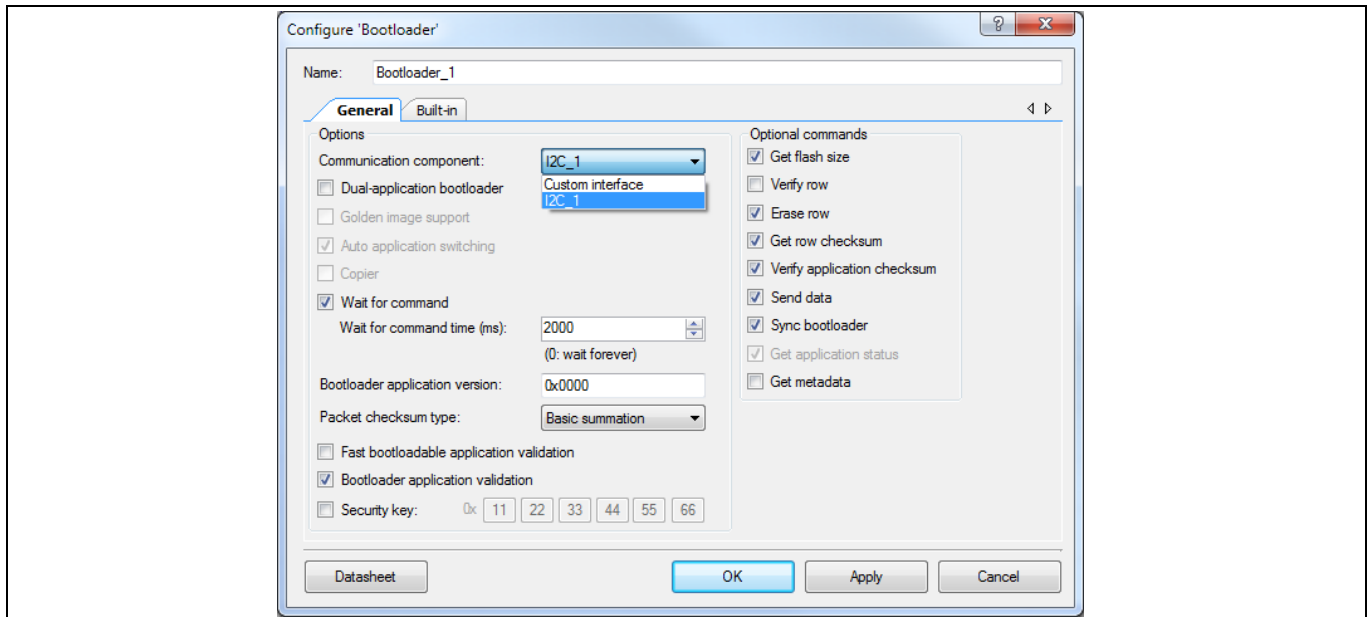 Configure 'Bootloader'
Name: Bootloader_1
General Built-in
Options
Communication component: I2C_1
Custom interface
I2C_1
Dual-application bootloader
Golden image support
Auto application switching
Copier
Wait for command
Wait for command time (ms): 2000
(0: wait forever)
Bootloader application version: 0x0000
Packet checksum type: Basic summation
Fast bootloadable application validation
Bootloader application validation
Security key: 0x 11 22 33 44 55 66
Optional commands
Get flash size
Verify row
Erase row
Get row checksum
Verify application checksum
Send data
Sync bootloader
Get application status
Get metadata
Datasheet OK Apply Cancel